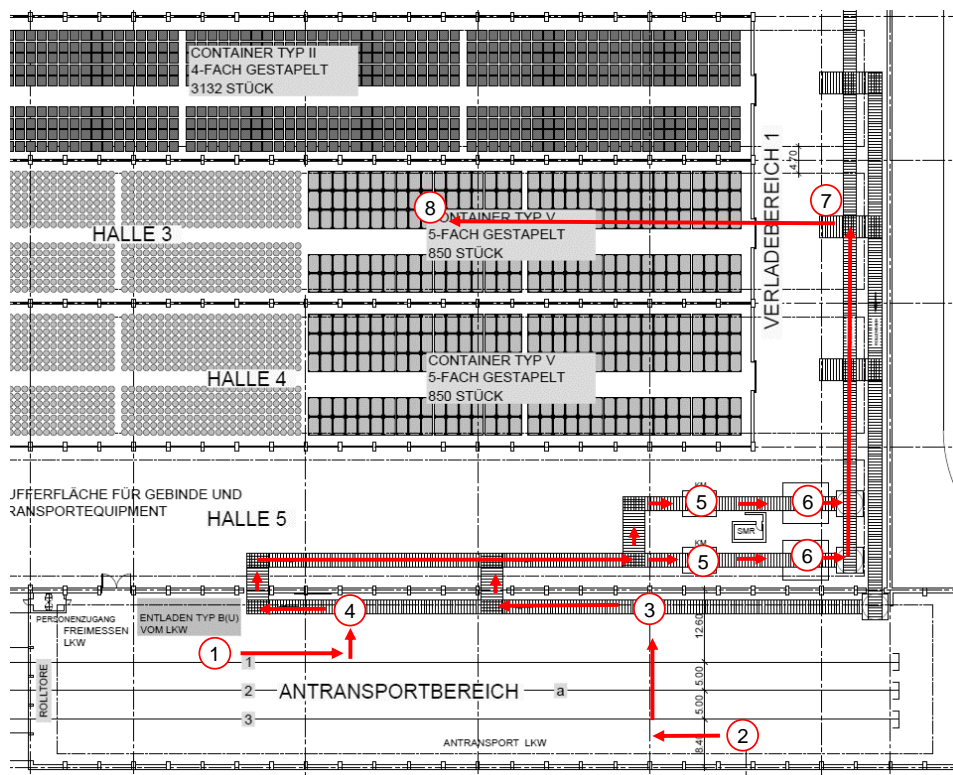 CONTAINER TYP II
4-FACH GESTAPELT
3132 STÜCK
VERLADEBEREICH 1
4.70
7
8
CONTAINER TYP V
5-FACH GESTAPELT
850 STÜCK
HALLE 3
CONTAINER TYP V
5-FACH GESTAPELT
850 STÜCK
HALLE 4
UFFERFLÄCHE FÜR GEBINDE UND
RANSPORTEQUIPMENT
HALLE 5
KM
5
6
SMR
KM
5
6
PERSONENZUGANG
FREIMESSEN
LKW
ENTLADEN TYP B(U)
VOM LKW
4
3
12.60
1
1
ROLLTORE
2
ANTRANSPORTBEREICH
a
5.00
3
5.00
ANTRANSPORT LKW
2
8.40